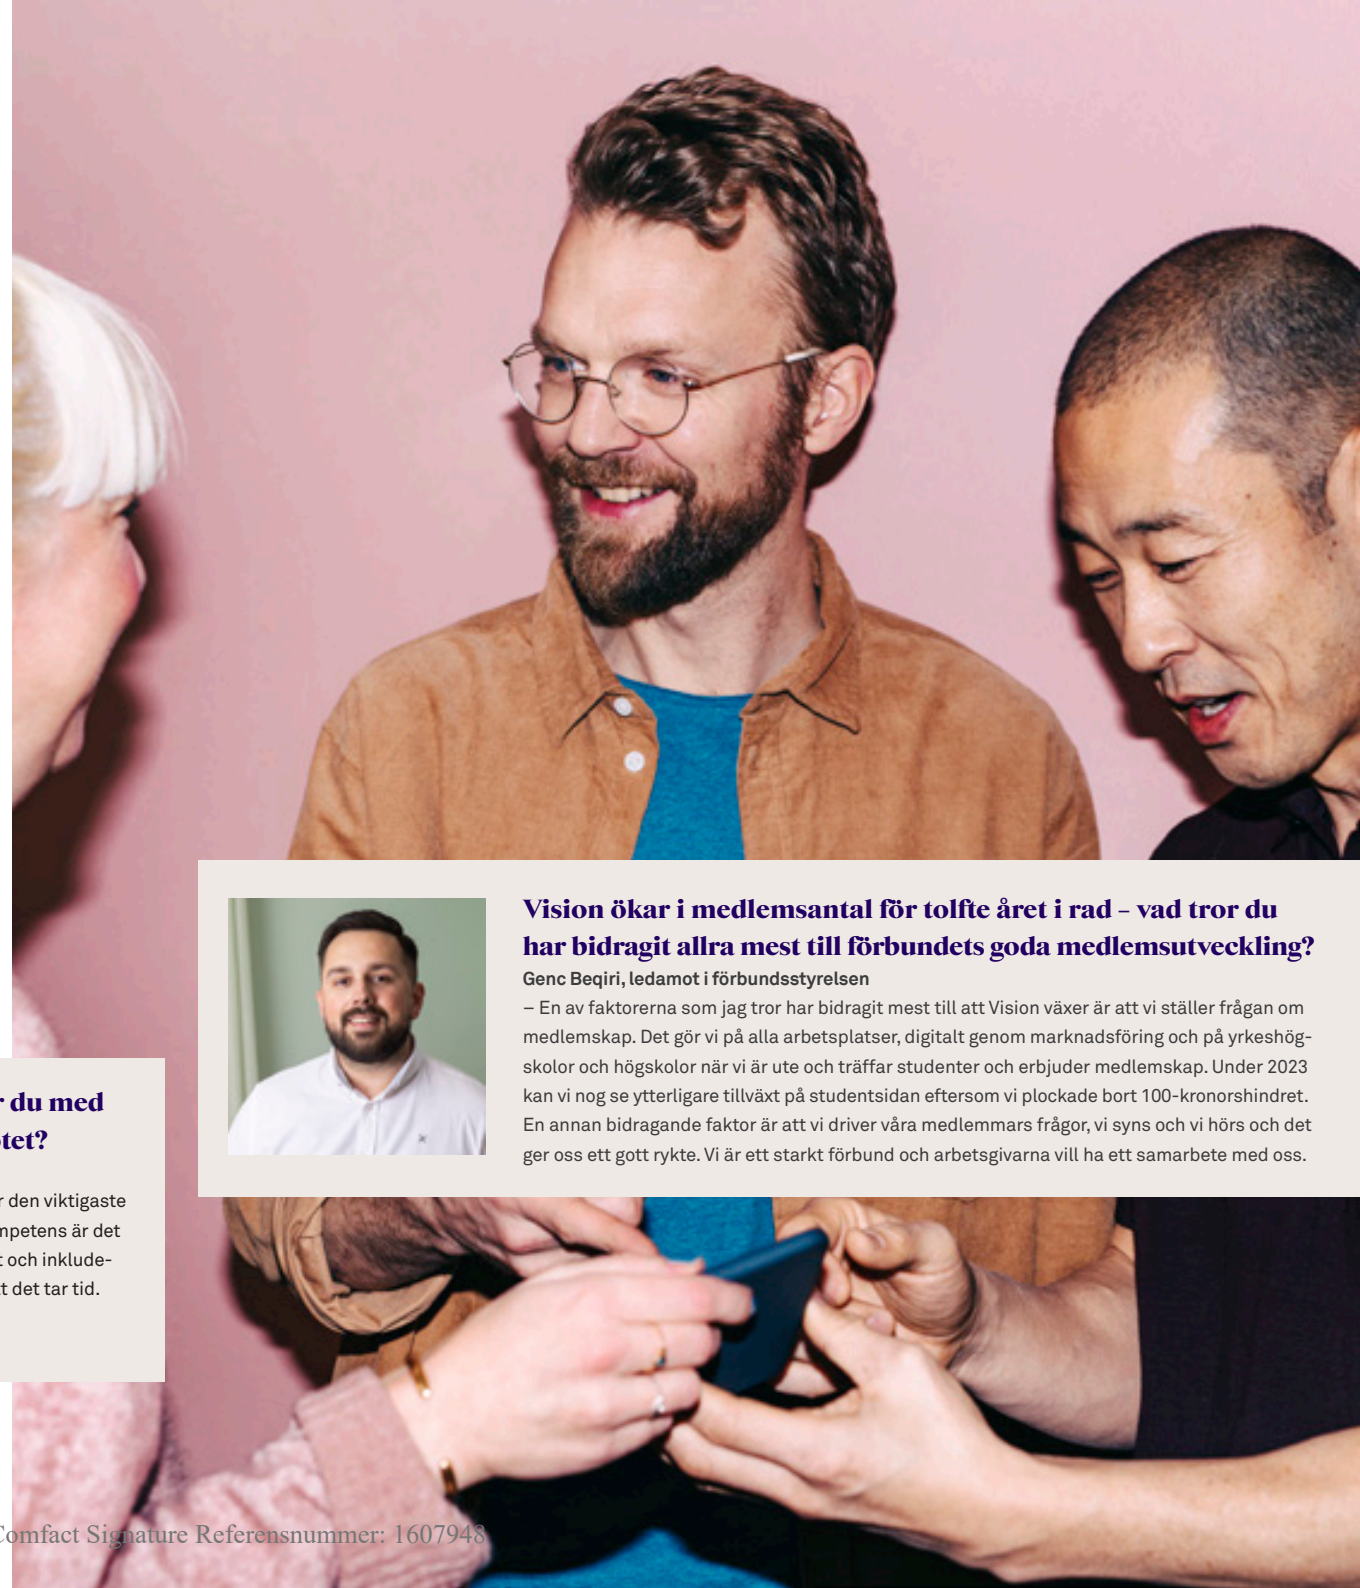 Vision ökar i medlemsantal för tolfte året i rad – vad tror du
har bidragit allra mest till förbundets goda medlemsutveckling?
Genc Beqiri, ledamot i förbundsstyrelsen
– En av faktorerna som jag tror har bidragit mest till att Vision växer är att vi ställer frågan om
medlemskap. Det gör vi på alla arbetsplatser, digitalt genom marknadsföring och på yrkeshög-
skolor och högskolor när vi är ute och träffar studenter och erbjuder medlemskap. Under 2023
kan vi nog se ytterligare tillväxt på studentsidan eftersom vi plockade bort 100-kronorshindret.
En annan bidragande faktor är att vi driver våra medlemmars frågor, vi syns och vi hörs och det
ger oss ett gott rykte. Vi är ett starkt förbund och arbetsgivarna vill ha ett samarbete med oss.
du med
den viktigaste
är det
och inklude-
det tar tid.
Comfact Signature Referensnummer: 1607948